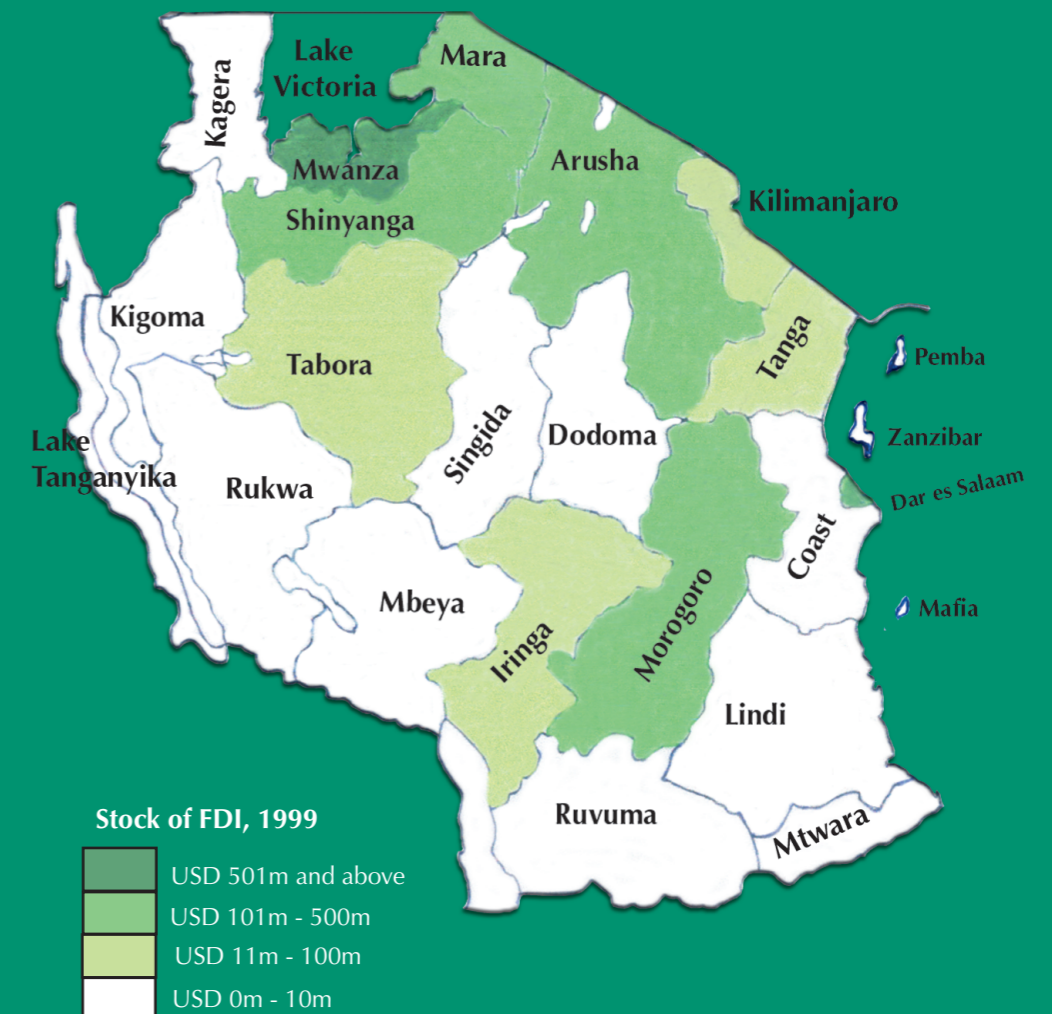 Lake
Victoria
Mara
Kagera
Mwanza
Arusha
Kilimanjaro
Shinyanga
Kigoma
Tabora
Tanga
Pemba
Singida
Dodoma
Zanzibar
Lake
Tanganyika
Rukwa
Dar es Salaam
Coast
Mbeya
Mafia
Iringa
Morogoro
Lindi
Ruvuma
Mtwara
Stock of FDI, 1999
USD 501m and above
USD 101m - 500m
USD 11m - 100m
USD 0m - 10m